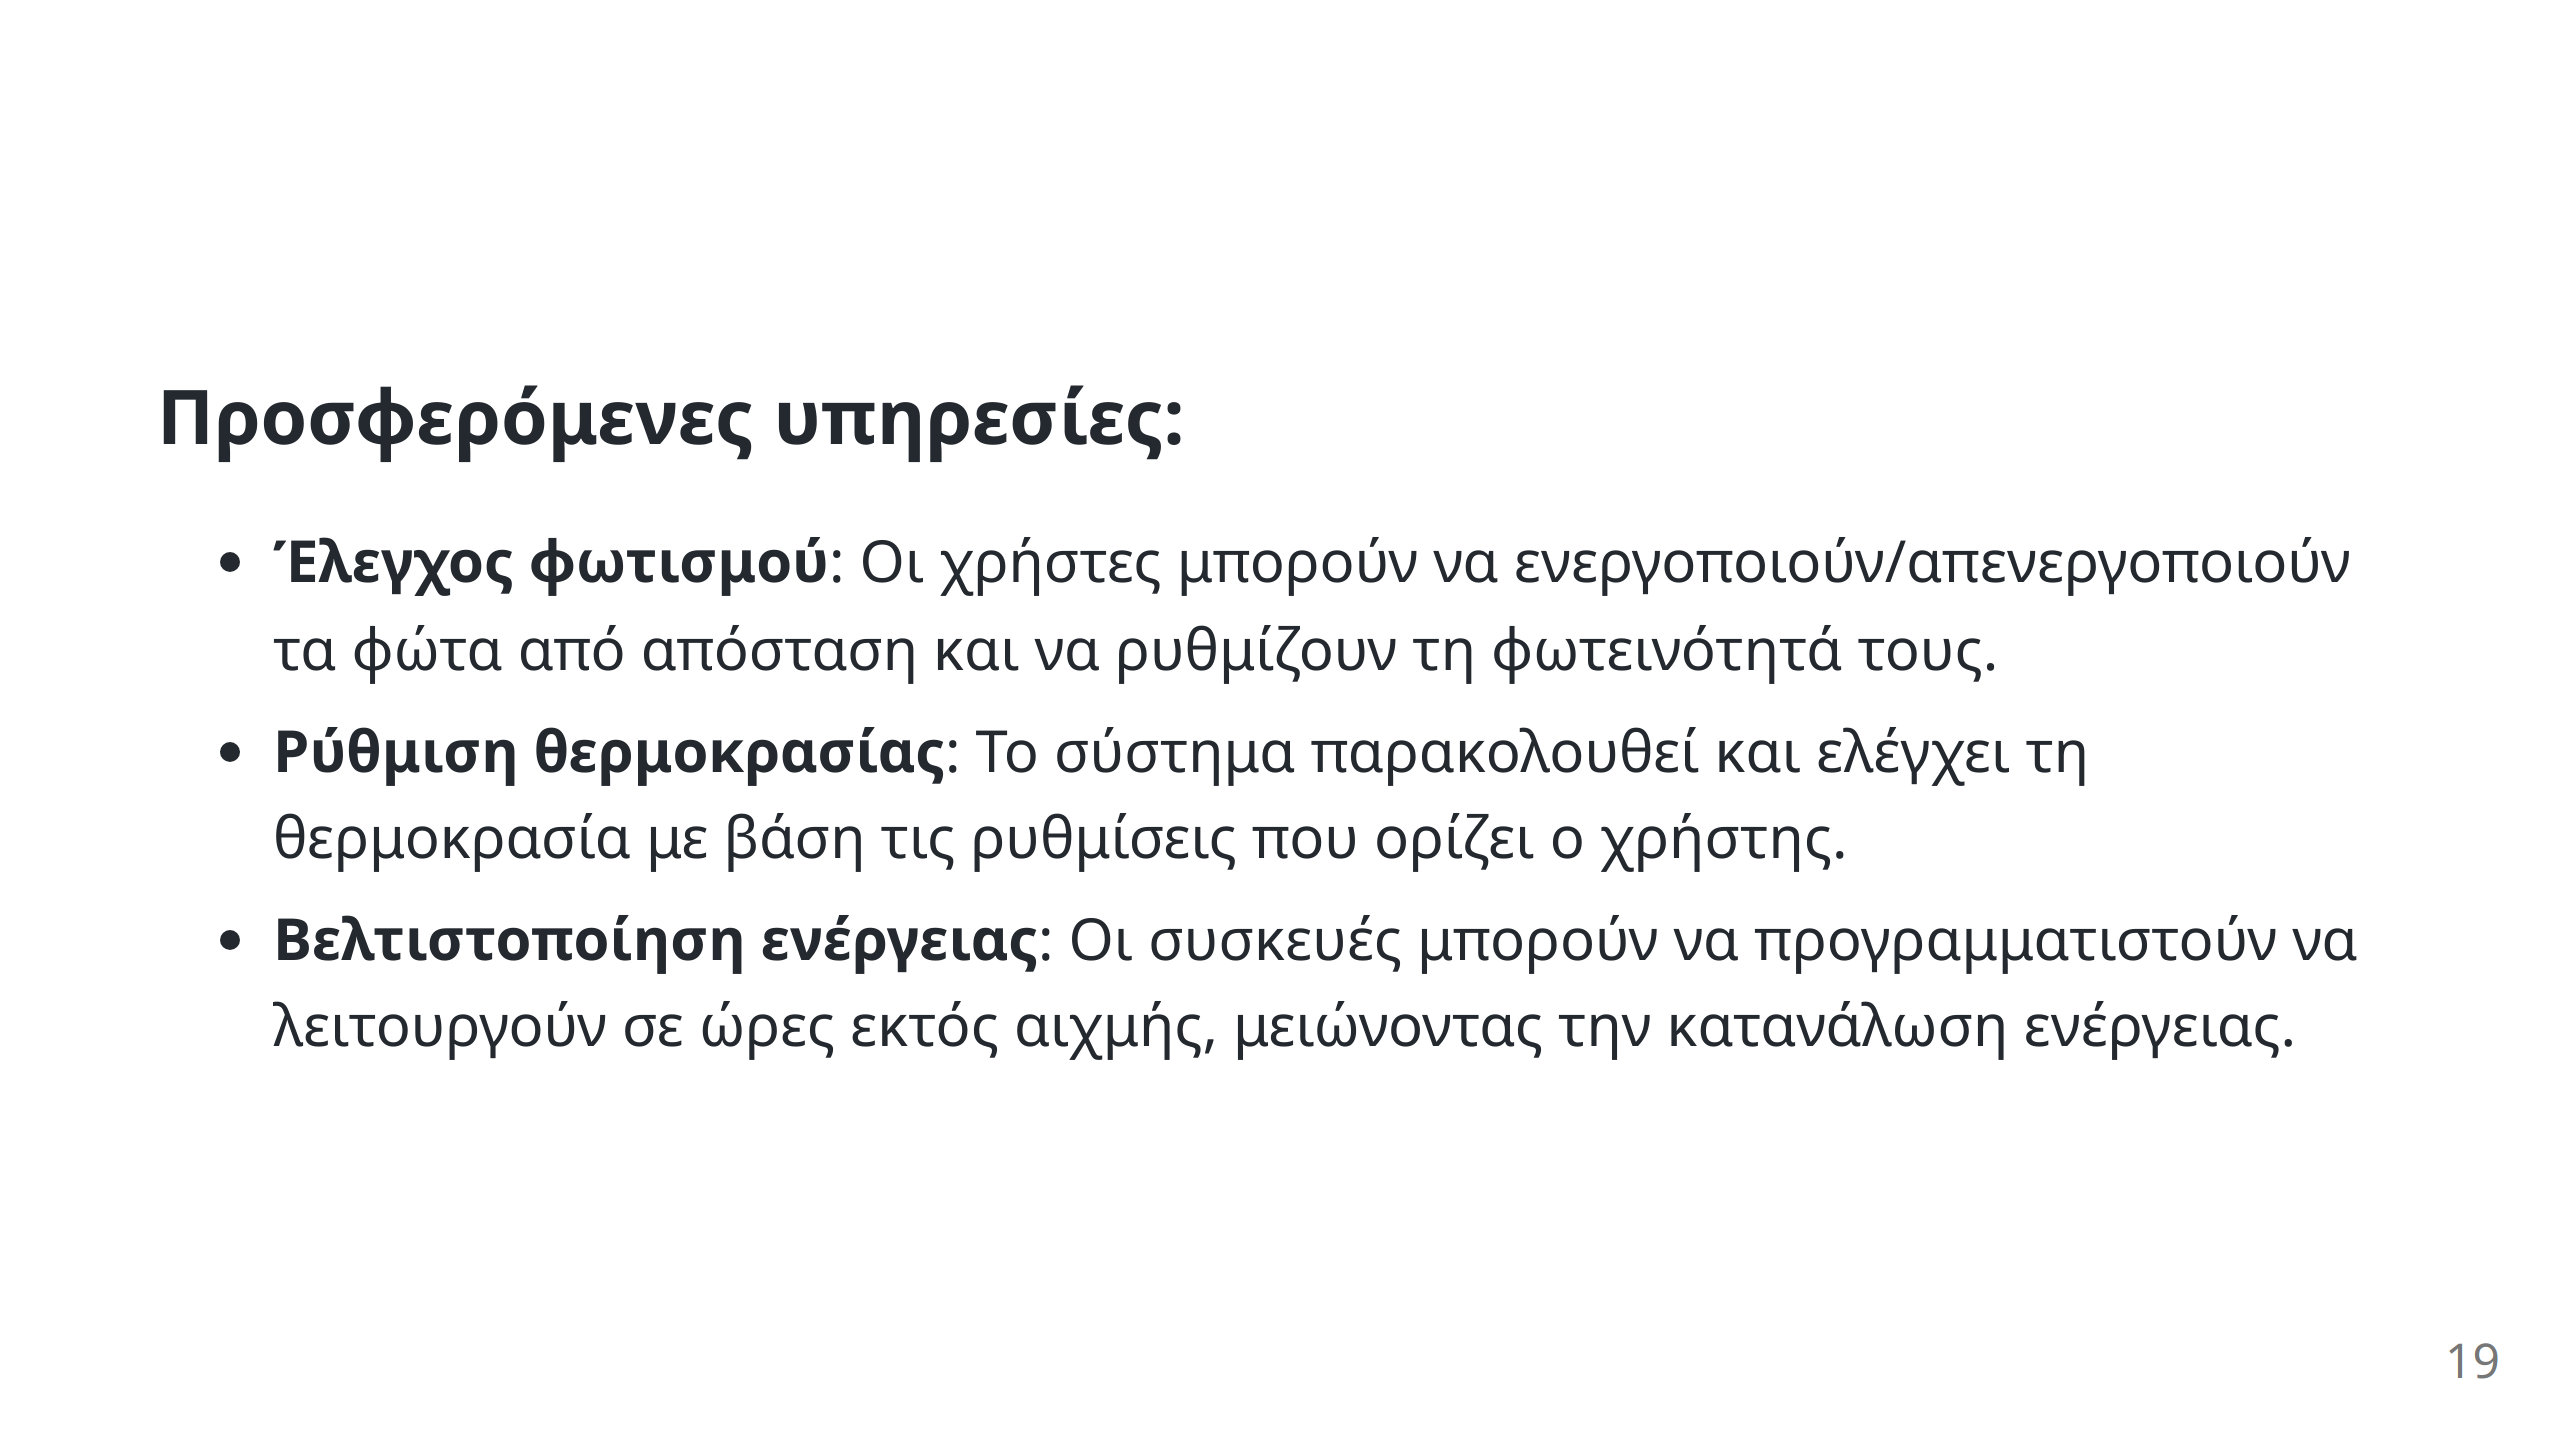 Προσφερόμενες υπηρεσίες:
• Έλεγχος φωτισμού: Οι χρήστες μπορούν να ενεργοποιούν/απενεργοποιούν
τα φώτα από απόσταση και να ρυθμίζουν τη φωτεινότητά τους.
• Ρύθμιση θερμοκρασίας: Το σύστημα παρακολουθεί και ελέγχει τη
θερμοκρασία με βάση τις ρυθμίσεις που ορίζει ο χρήστης.
• Βελτιστοποίηση ενέργειας: Οι συσκευές μπορούν να προγραμματιστούν να
λειτουργούν σε ώρες εκτός αιχμής, μειώνοντας την κατανάλωση ενέργειας.
19